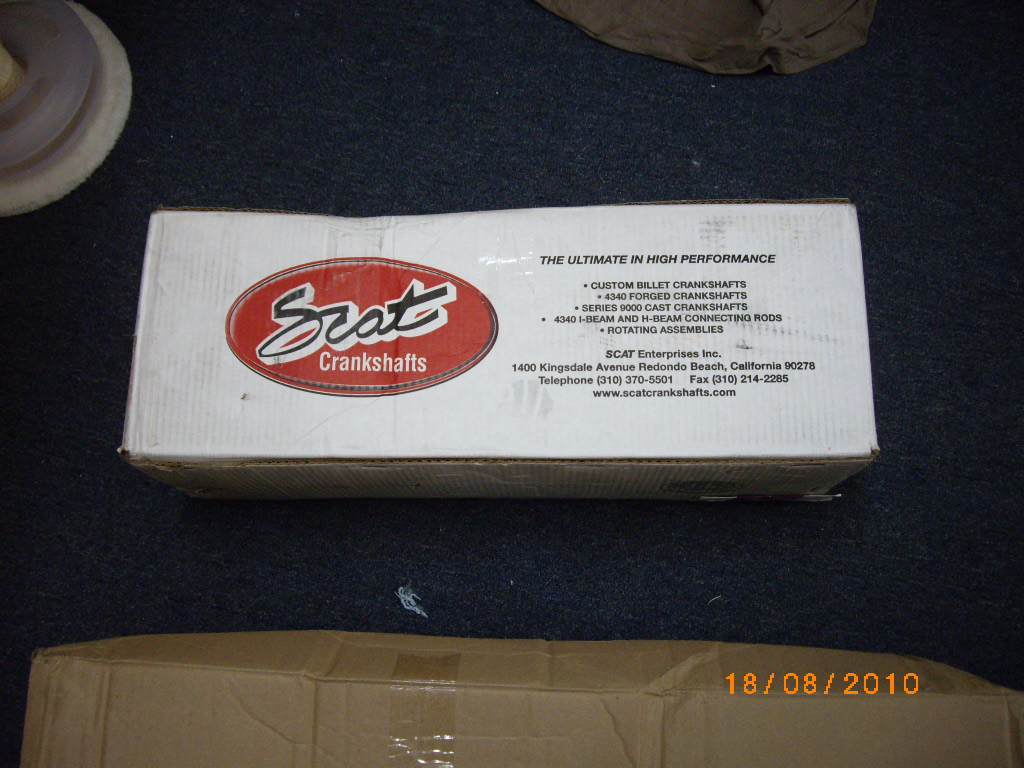 Scat
Crankshafts
THE ULTIMATE IN HIGH PERFORMANCE
• CUSTOM BILLET CRANKSHAFTS
• 4340 FORGED CRANKSHAFTS
• SERIES 9000 CAST CRANKSHAFTS
• 4340 I-BEAM AND H-BEAM CONNECTING RODS
• ROTATING ASSEMBLIES
SCAT Enterprises Inc.
1400 Kingsdale Avenue Redondo Beach, California 90278
Telephone (310) 370-5501 Fax (310) 214-2285
www.scatcrankshafts.com
18/08/2010